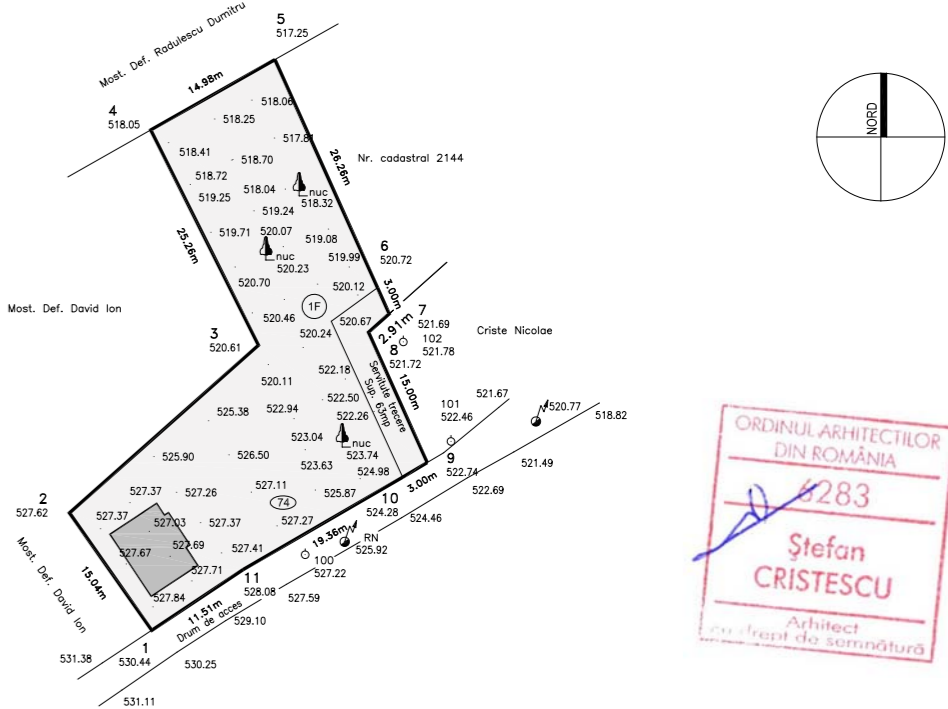 Most. Def. Radulescu Dumitru
5
517.25
14.98m
4
518.05
518.06
518.25
517.81
518.41
518.70
26.26m
Nr. cadastral 2144
518.72
518.04
nuc
519.25
518.32
519.24
519.71
520.07
519.08
nuc
519.99
6
520.72
25.26m
520.23
520.70
520.12
3.00m
Most. Def. David Ion
1F
520.46
520.67
7
521.69
2.91m
102
521.78
Criste Nicolae
3
520.61
520.24
8
521.72
522.18
520.11
Servitute trecere
Sup. 63mp
15.00m
522.50
521.67
525.38
522.94
522.26
101
522.46
520.77
518.82
523.04
nuc
523.74
525.90
526.50
523.63
524.98
9
522.74
521.49
3.00m
522.69
2
527.62
527.37
527.26
527.11
525.87
10
524.28
74
524.46
527.37
527.03
527.37
527.27
19.36m
RN
525.92
527.67
527.69
527.41
100
527.22
527.71
11
528.08
527.59
Most. Def. David Ion
15.04m
527.84
11.51m
Drum de acces
529.10
1
531.38
530.44
530.25
531.11
NORD
ORDINUL ARHITECTILOR
DIN ROMÂNIA
6283
Ștefan
CRISTESCU
Arhitect
cu drept de semnătură